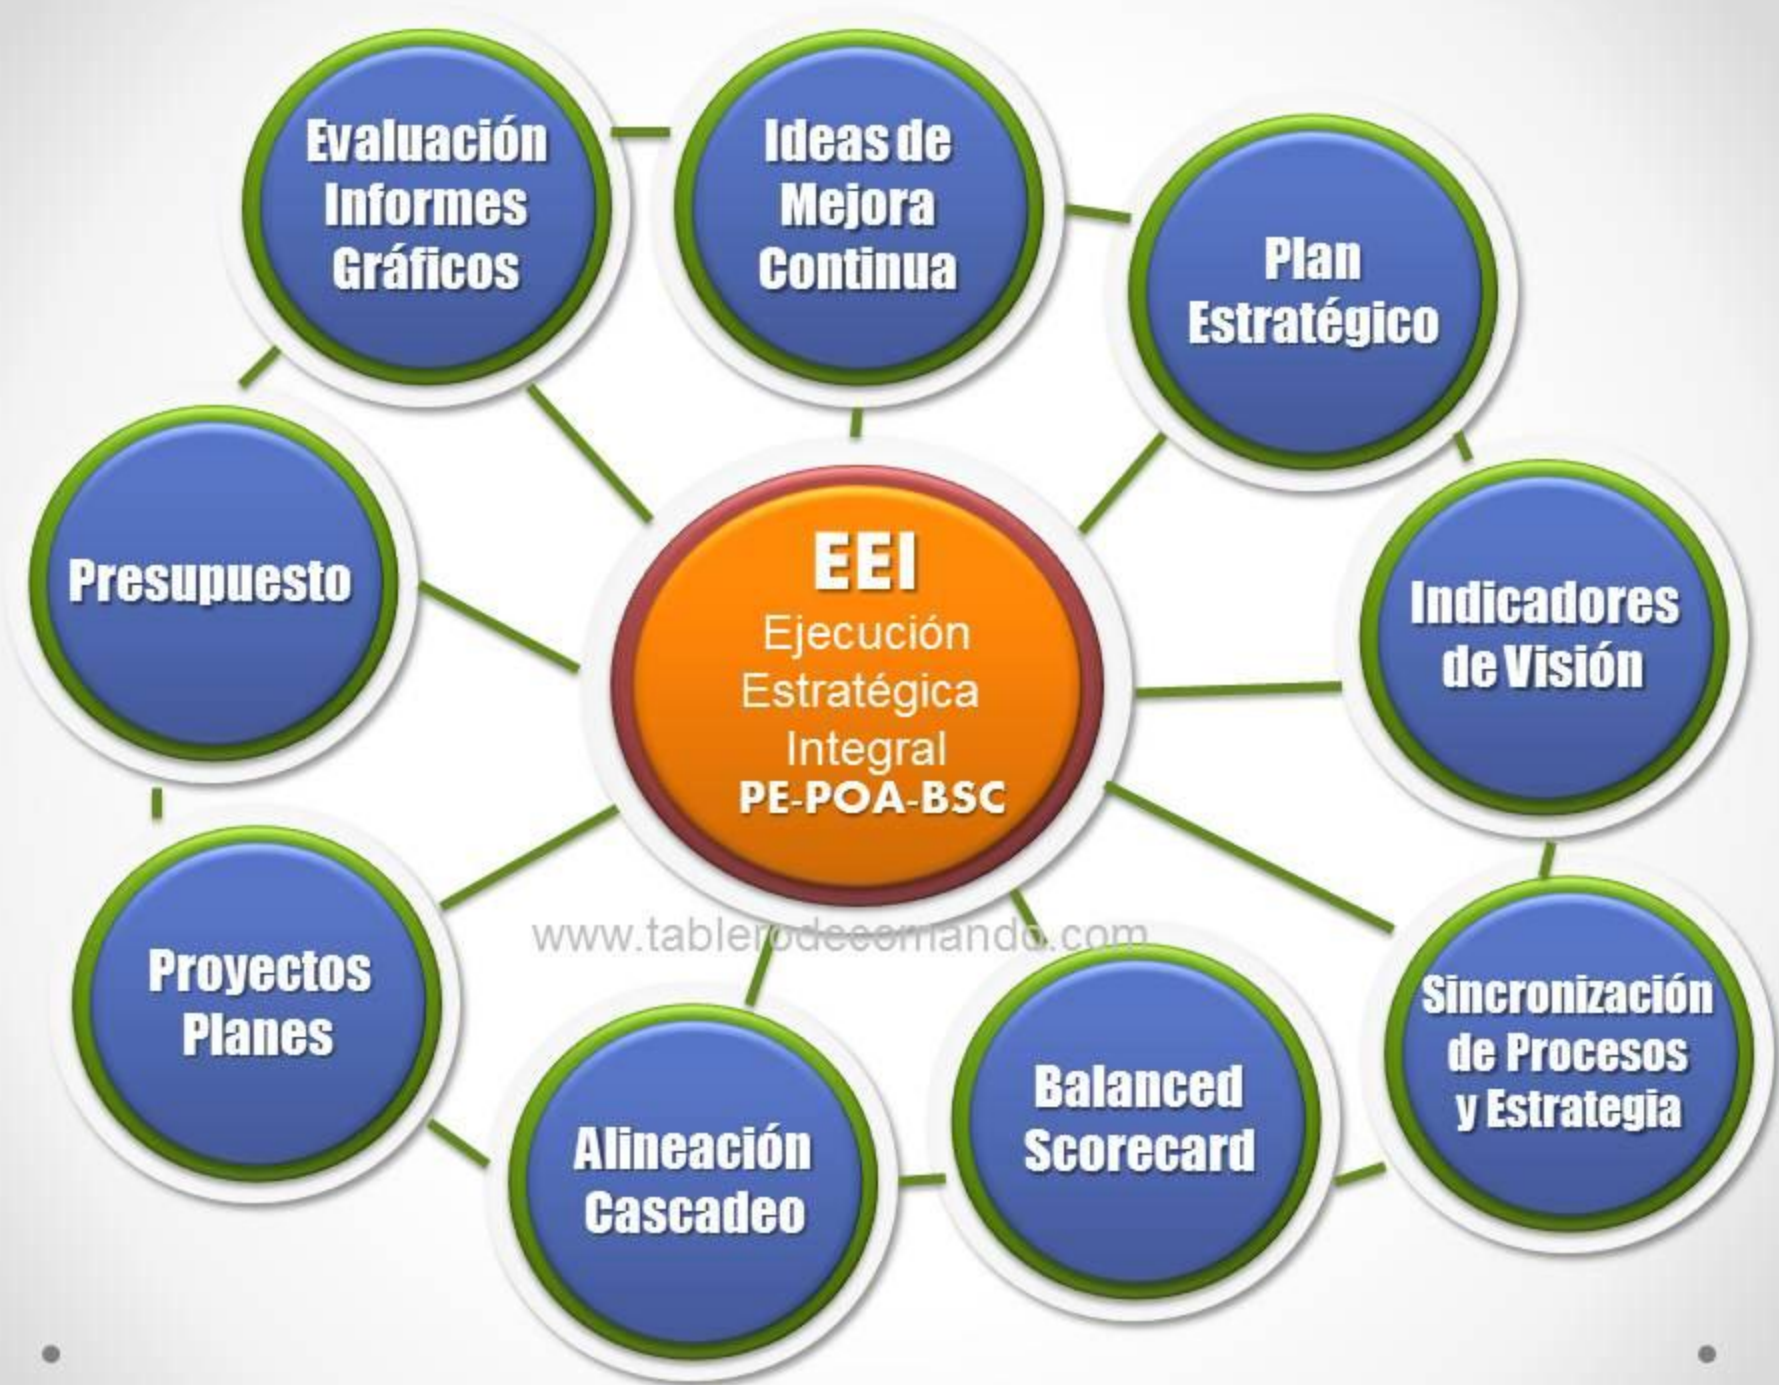 Evaluación
Informes
Gráficos
Ideas de
Mejora
Continua
Plan
Estratégico
Presupuesto
EEI
Ejecución
Estratégica
Integral
PE-POA-BSC
Indicadores
de Visión
www.tablerodecomando.com
Proyectos
Planes
Alineación
Cascadeo
Balanced
Scorecard
Sincronización
de Procesos
y Estrategia